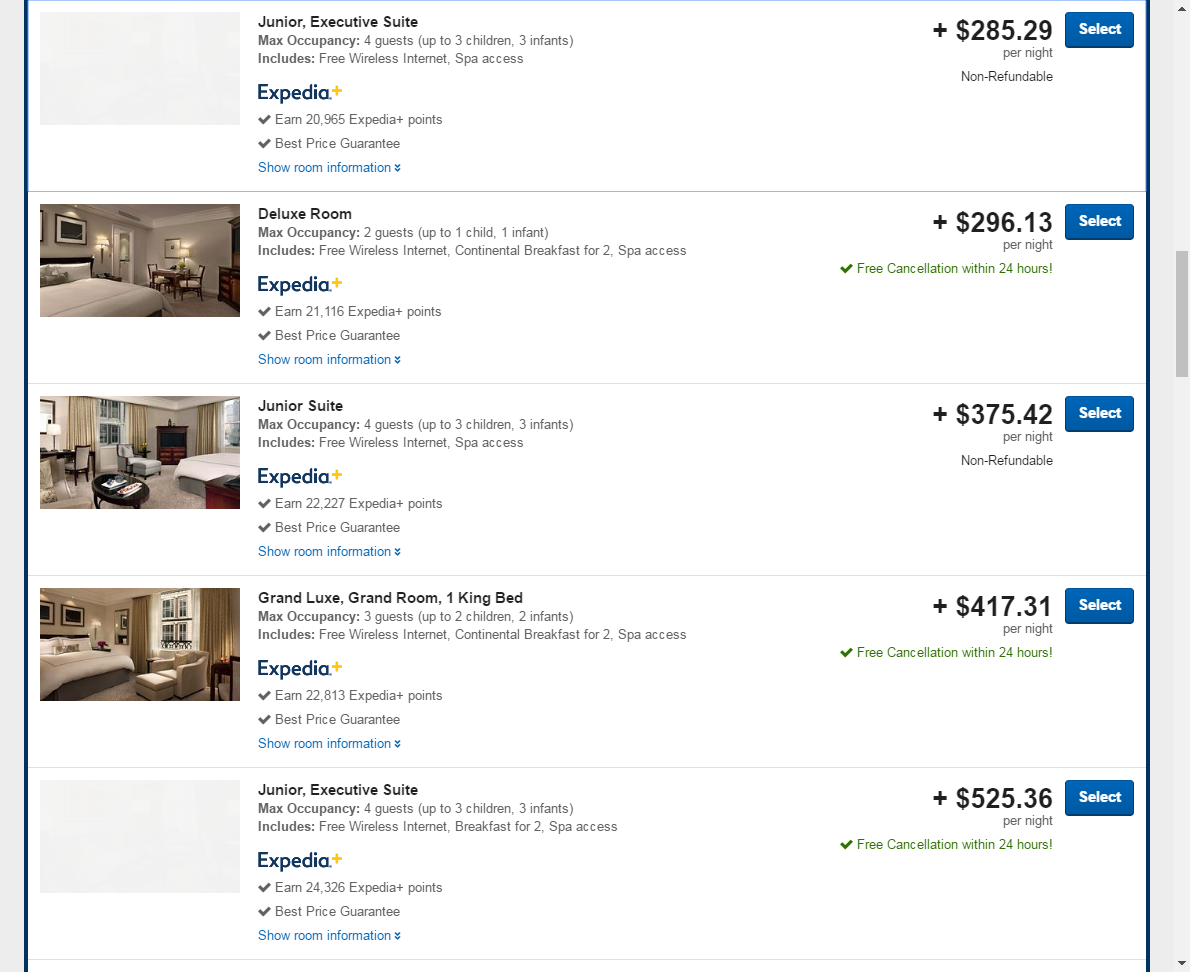 Junior, Executive Suite
Max Occupancy: 4 guests (up to 3 children, 3 infants)
Includes: Free Wireless Internet, Spa access
Expedia+
Earn 20,965 Expedia+ points
Best Price Guarantee
Show room information
+ $285.29
per night
Non-Refundable
Select
Deluxe Room
Max Occupancy: 2 guests (up to 1 child, 1 infant)
Includes: Free Wireless Internet, Continental Breakfast for 2, Spa access
Expedia+
Earn 21,116 Expedia+ points
Best Price Guarantee
Show room information
+ $296.13
per night
Free Cancellation within 24 hours!
Select
Junior Suite
Max Occupancy: 4 guests (up to 3 children, 3 infants)
Includes: Free Wireless Internet, Spa access
Expedia+
Earn 22,227 Expedia+ points
Best Price Guarantee
Show room information
+ $375.42
per night
Non-Refundable
Select
Grand Luxe, Grand Room, 1 King Bed
Max Occupancy: 3 guests (up to 2 children, 2 infants)
Includes: Free Wireless Internet, Continental Breakfast for 2, Spa access
Expedia+
Earn 22,813 Expedia+ points
Best Price Guarantee
Show room information
+ $417.31
per night
Free Cancellation within 24 hours!
Select
Junior, Executive Suite
Max Occupancy: 4 guests (up to 3 children, 3 infants)
Includes: Free Wireless Internet, Breakfast for 2, Spa access
Expedia+
Earn 24,326 Expedia+ points
Best Price Guarantee
Show room information
+ $525.36
per night
Free Cancellation within 24 hours!
Select